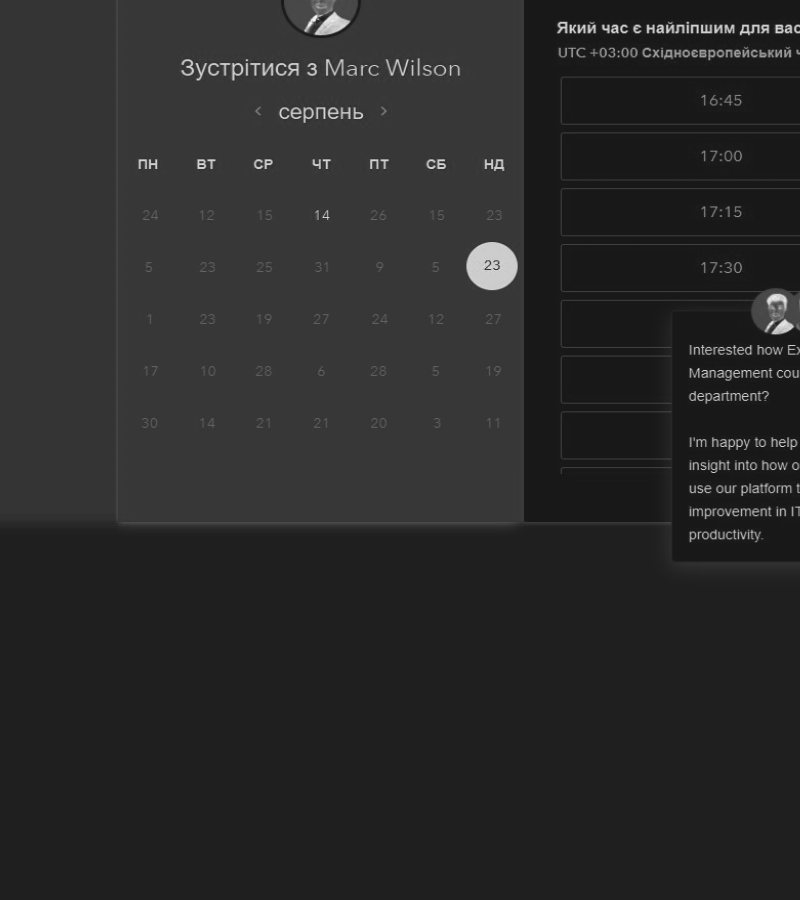 Зустрітися з Marc Wilson
серпень
ПН ВТ СР ЧТ ПТ СБ НД
24 12 15 14 26 15 23
5 23 25 31 9 5 23
1 23 19 27 24 12 27
17 10 28 6 28 5 19
30 14 21 21 20 3 11
Який час є найліпшим для вас
UTC +03:00 Східноєвропейський ч
16:45
17:00
17:15
17:30
Interested how Ex
Management cou
department?
I'm happy to help
insight into how o
use our platform t
improvement in IT
productivity.